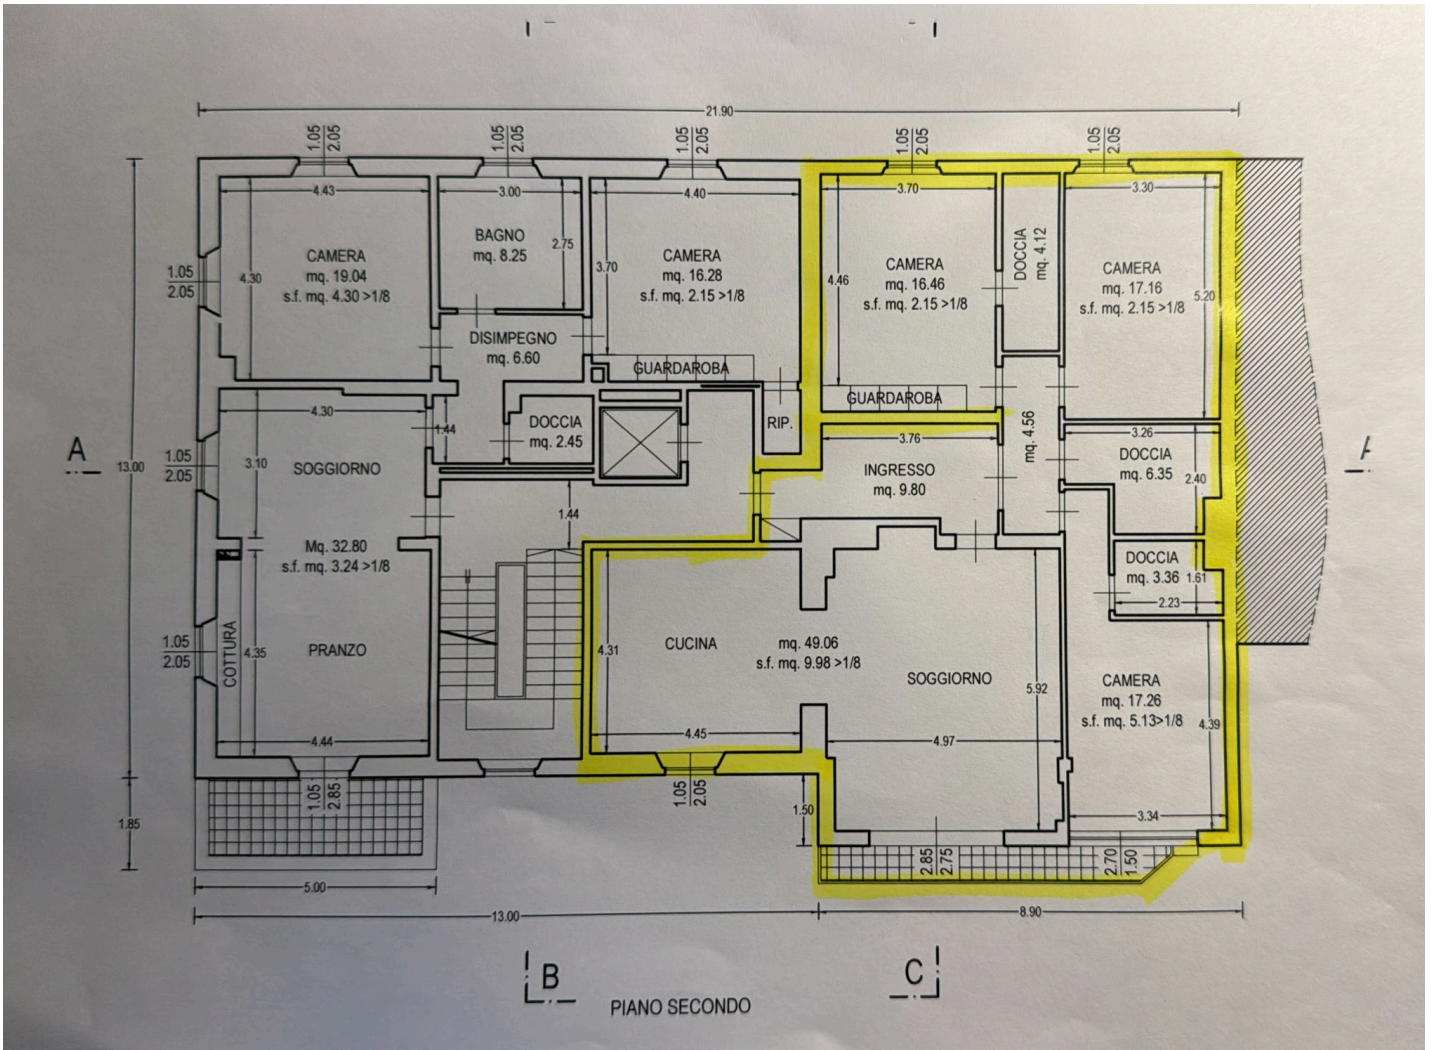 21.90
1.05
2.05
1.05
2.05
1.05
2.05
1.05
2.05
1.05
2.05
4.43
3.00
4.40
3.70
3.30
CAMERA
mq. 19.04
s.f. mq. 4.30 >1/8
4.30
1.05
2.05
BAGNO
mq. 8.25
2.75
CAMERA
mq. 16.28
s.f. mq. 2.15 >1/8
3.70
GUARDAROBA
CAMERA
mq. 16.46
s.f. mq. 2.15 >1/8
4.46
GUARDAROBA
DOCCIA
mq. 4.12
CAMERA
mq. 17.16
s.f. mq. 2.15 >1/8
5.20
DISIMPEGNO
mq. 6.60
DOCCIA
mq. 2.45
1.44
RIP.
4.30
3.10
A
13.00
1.05
2.05
SOGGIORNO
Mq. 32.80
s.f. mq. 3.24 >1/8
1.44
3.76
INGRESSO
mq. 9.80
mq. 4.56
3.26
DOCCIA
mq. 6.35
2.40
DOCCIA
mq. 3.36
1.61
2.23
1.05
2.05
COTTURA
4.35
PRANZO
4.44
4.31
CUCINA
mq. 49.06
s.f. mq. 9.98 >1/8
SOGGIORNO
5.92
4.45
4.97
CAMERA
mq. 17.26
s.f. mq. 5.13>1/8
4.39
3.34
1.05
2.85
1.05
2.05
1.50
2.85
2.75
2.70
1.50
1.85
5.00
13.00
8.90
B
C
PIANO SECONDO